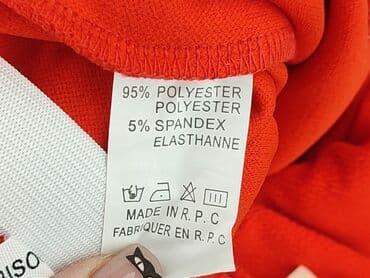 95% POLYESTER
POLYESTER
5% SPANDEX
ELASTHANNE
MADE IN R.P.C
FABRIQUER EN R.P.C